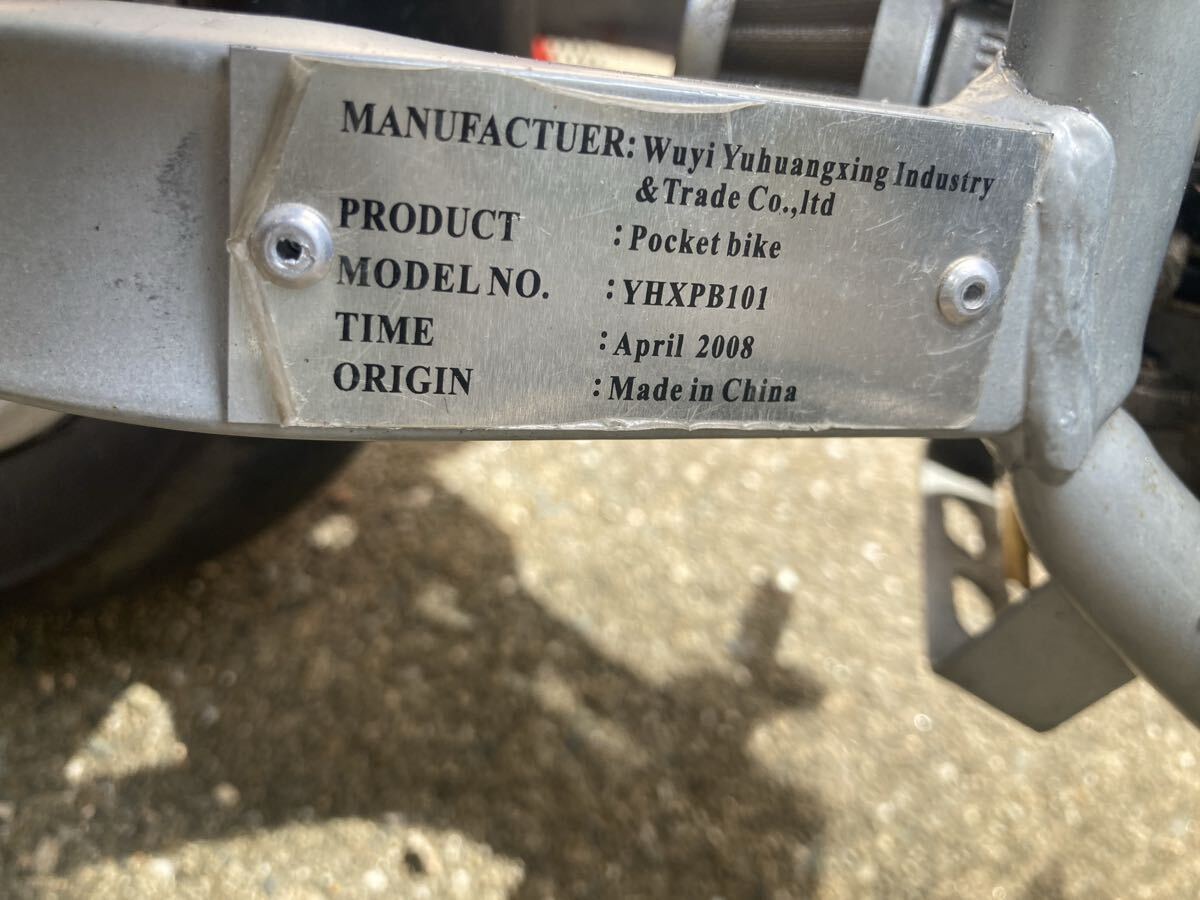 MANUFACTUER: Wuyi Yuhuangxing Industry
&Trade Co.,ltd
PRODUCT : Pocket bike
MODEL NO. : YHXPB101
TIME : April 2008
ORIGIN : Made in China